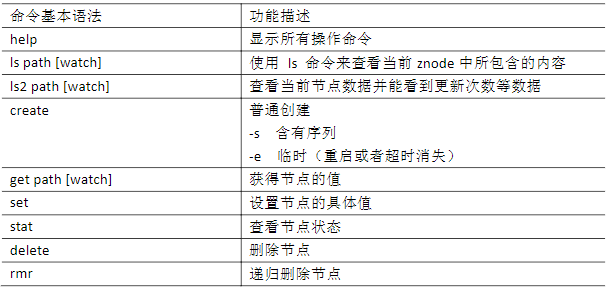 命令基本语法 功能描述
help 显示所有操作命令
ls path [watch] 使用 ls 命令来查看当前znode中所包含的内容
ls2 path [watch] 查看当前节点数据并能看到更新次数等数据
create 普通创建
-s 含有序列
-e 临时（重启或者超时消失）
get path [watch] 获得节点的值
set 设置节点的具体值
stat 查看节点状态
delete 删除节点
rmr 递归删除节点